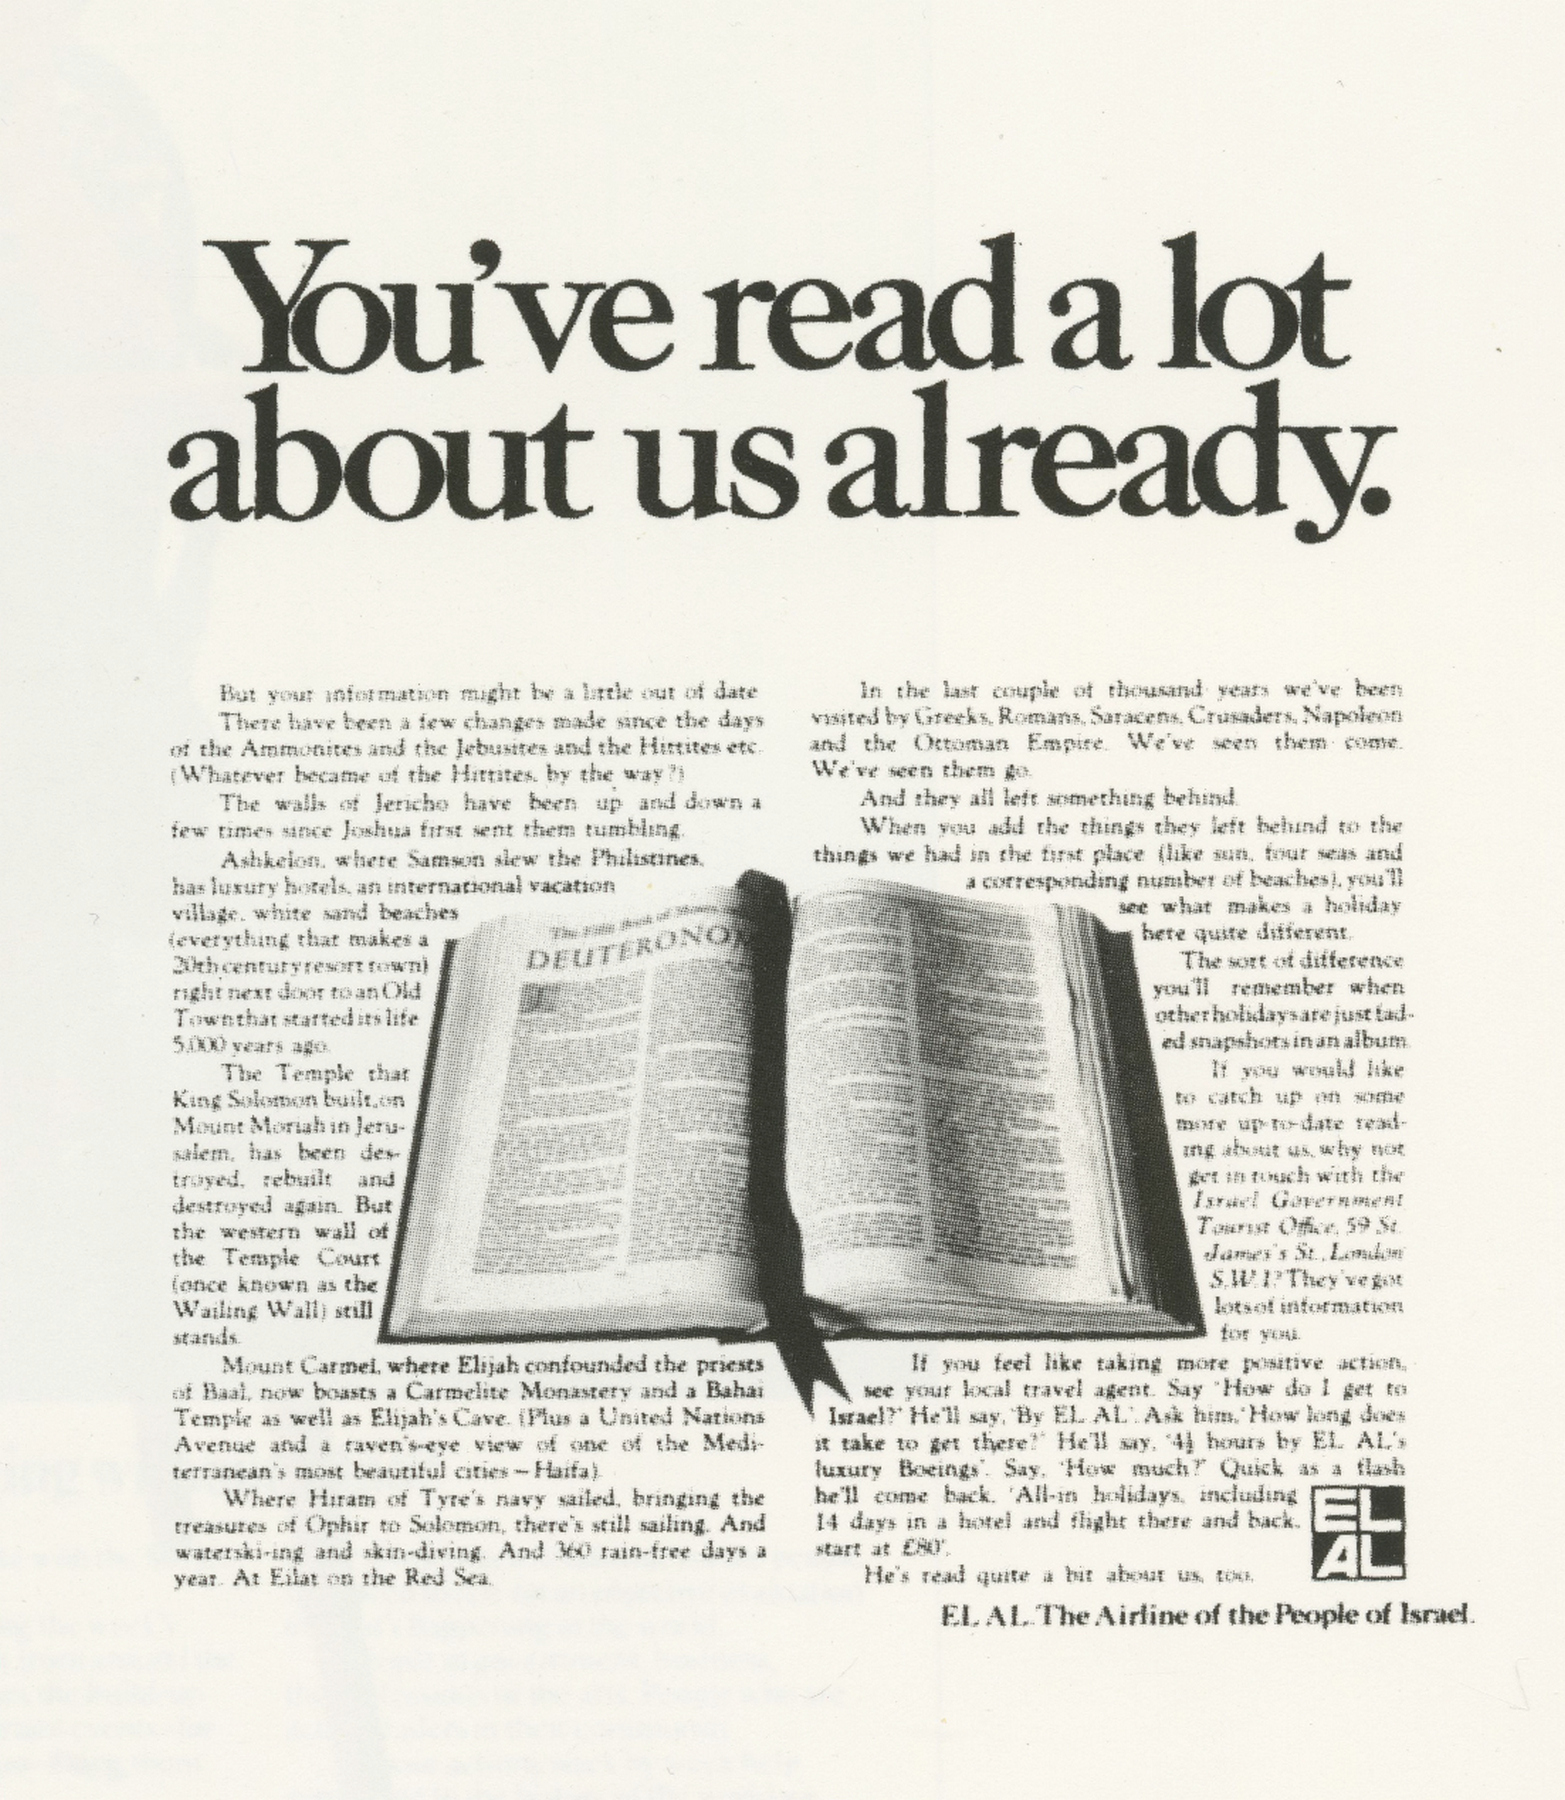 You've read a lot
about us already.
But your information might be a little out of date
There have been a few changes made since the days
of the Ammonites and the Jebusites and the Hittites etc.
(Whatever became of the Hittites, by the way?)
The walls of Jericho have been up and down a
few times since Joshua first sent them tumbling.
Ashkelon, where Samson slew the Philistines,
has luxury hotels, an international vacation
village, white sand beaches
(everything that makes a
20th century resort town)
right next door to an Old
Town that started its life
5,000 years ago.
The Temple that
King Solomon built, on
Mount Moriah in Jeru-
salem, has been des-
troyed, rebuilt and
destroyed again. But
the western wall of
the Temple Court
(once known as the
Wailing Wall) still
stands.
Mount Carmel, where Elijah confounded the priests
of Baal, now boasts a Carmelite Monastery and a Bahai
Temple as well as Elijah's Cave. (Plus a United Nations
Avenue and a raven's-eye view of one of the Medi-
terranean's most beautiful cities – Haifa)
Where Hiram of Tyre's navy sailed, bringing the
treasures of Ophir to Solomon, there's still sailing. And
waterski-ing and skin-diving. And 360 rain-free days a
year. At Eilat on the Red Sea.
DEUTERONOM
In the last couple of thousand years we've been
visited by Greeks, Romans, Saracens, Crusaders, Napoleon
and the Ottoman Empire. We've seen them come.
We've seen them go.
And they all left something behind.
When you add the things they left behind to the
things we had in the first place (like sun, four seas and
a corresponding number of beaches), you'll
see what makes a holiday
here quite different.
The sort of difference
you'll remember when
other holidays are just fad-
ed snapshots in an album.
If you would like
to catch up on some
more up-to-date read-
ing about us, why not
get in touch with the
Israel Government
Tourist Office, 59 St.
James's St., London
S.W.1? They've got
lots of information
for you.
If you feel like taking more positive action,
see your local travel agent. Say 'How do I get to
Israel?' He'll say, 'By EL AL'. Ask him, 'How long does
it take to get there?' He'll say, '4½ hours by EL AL's
luxury Boeings'. Say, 'How much?' Quick as a flash
he'll come back, 'All-in holidays, including
14 days in a hotel and flight there and back,
start at £80'.
He's read quite a bit about us, too.
EL
AL
EL AL. The Airline of the People of Israel.